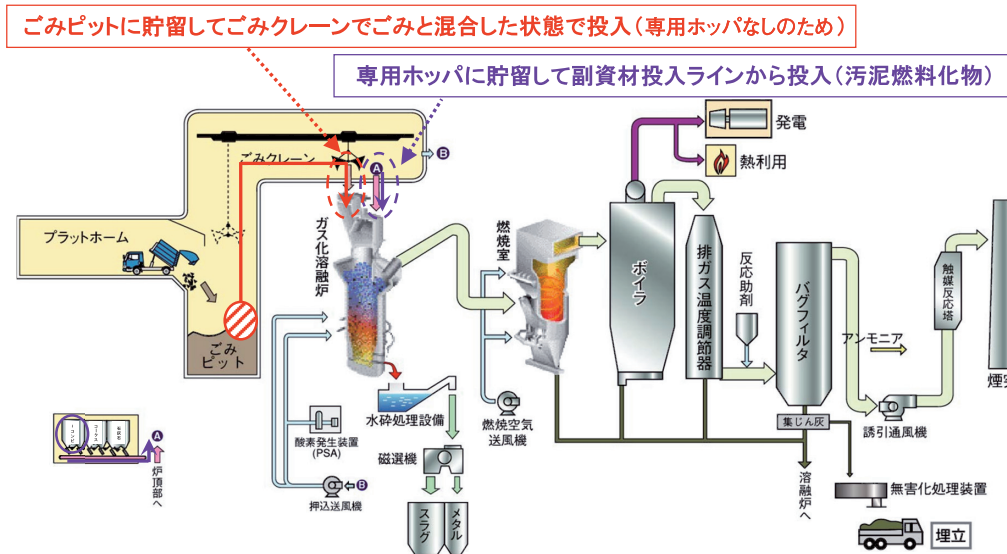 ごみピットに貯留してごみクレーンでごみと混合した状態で投入(専用ホッパなしのため)
専用ホッパに貯留して副資材投入ラインから投入(汚泥燃料化物)
ごみクレーン
B
A
発電
熱利用
プラットホーム
ガス化溶融炉
燃焼室
ボイラ
排ガス温度調節器
反応助剤
バグフィルタ
触媒反応塔
アンモニア
煙突
ごみ
ピット
水砕処理設備
燃焼空気
送風機
集じん灰
誘引通風機
酸素発生装置
(PSA)
磁選機
A
炉頂部へ
コークス
石灰石
押込送風機
B
スラグ
メタル
溶融炉へ
無害化処理装置
埋立